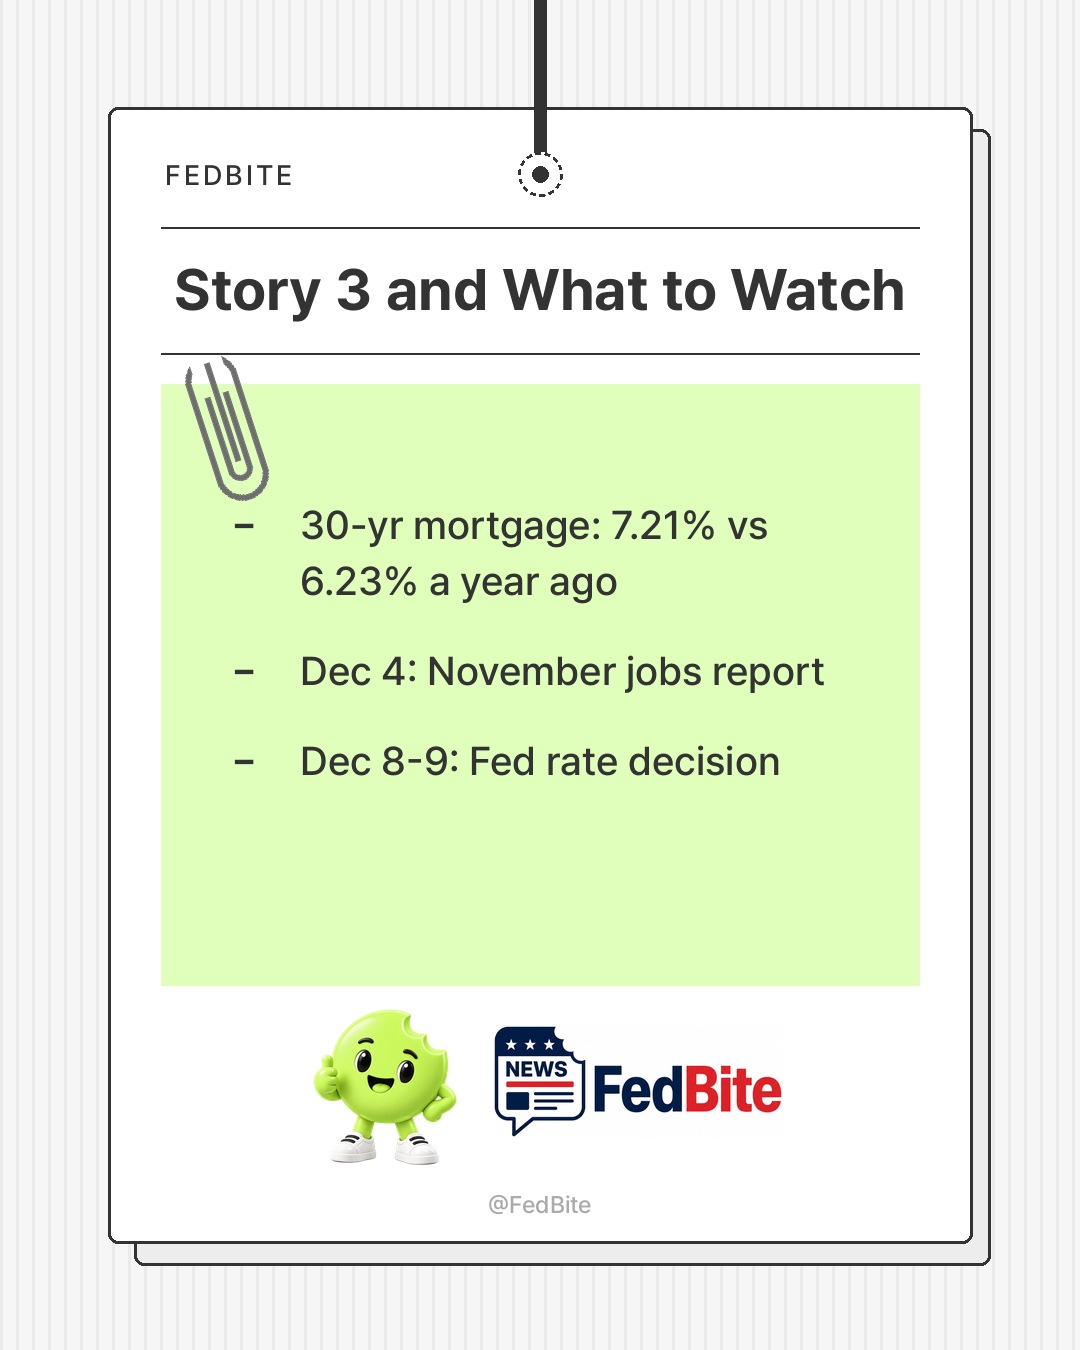 FEDBITE
Story 3 and What to Watch
– 30-yr mortgage: 7.21% vs
6.23% a year ago
– Dec 4: November jobs report
– Dec 8-9: Fed rate decision
NEWS
FedBite
@FedBite